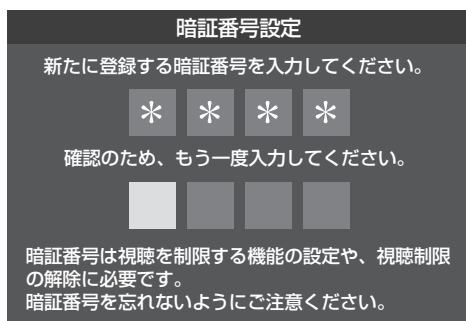 暗証番号設定
新たに登録する暗証番号を入力してください。
* * * *
確認のため、もう一度入力してください。
暗証番号は視聴を制限する機能の設定や、視聴制限
の解除に必要です。
暗証番号を忘れないようにご注意ください。